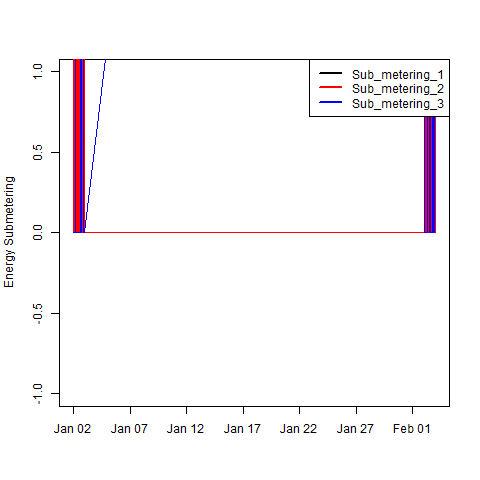 Sub_metering_1
Sub_metering_2
Sub_metering_3
Energy Submetering
1.0
0.5
0.0
-0.5
-1.0
Jan 02 Jan 07 Jan 12 Jan 17 Jan 22 Jan 27 Feb 01